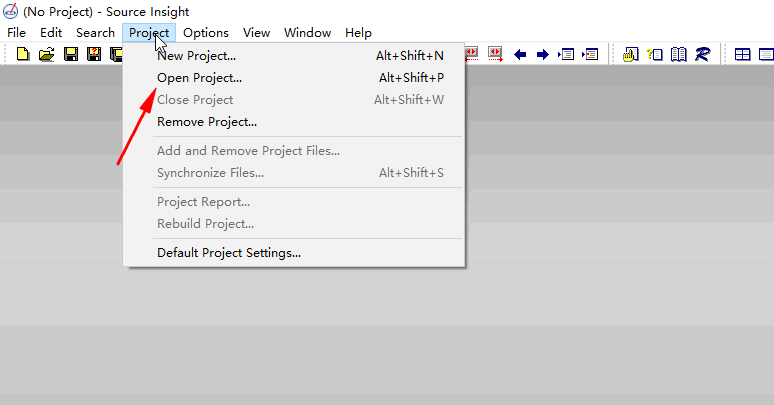 (No Project) - Source Insight
File Edit Search Project Options View Window Help
New Project... Alt+Shift+N
Open Project... Alt+Shift+P
Close Project Alt+Shift+W
Remove Project...
Add and Remove Project Files...
Synchronize Files... Alt+Shift+S
Project Report...
Rebuild Project...
Default Project Settings...